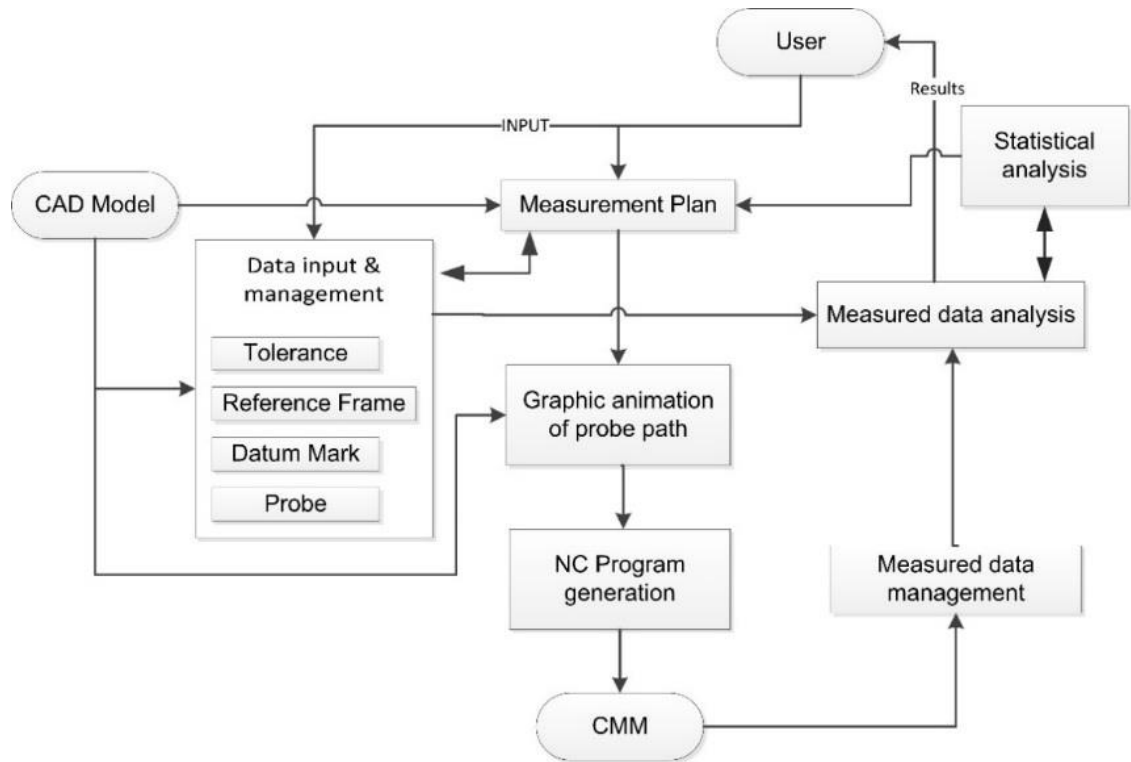 User
Results
INPUT
Statistical
analysis
CAD Model
Measurement Plan
Data input &
management
Measured data analysis
Tolerance
Reference Frame
Datum Mark
Probe
Graphic animation
of probe path
NC Program
generation
Measured data
management
CMM